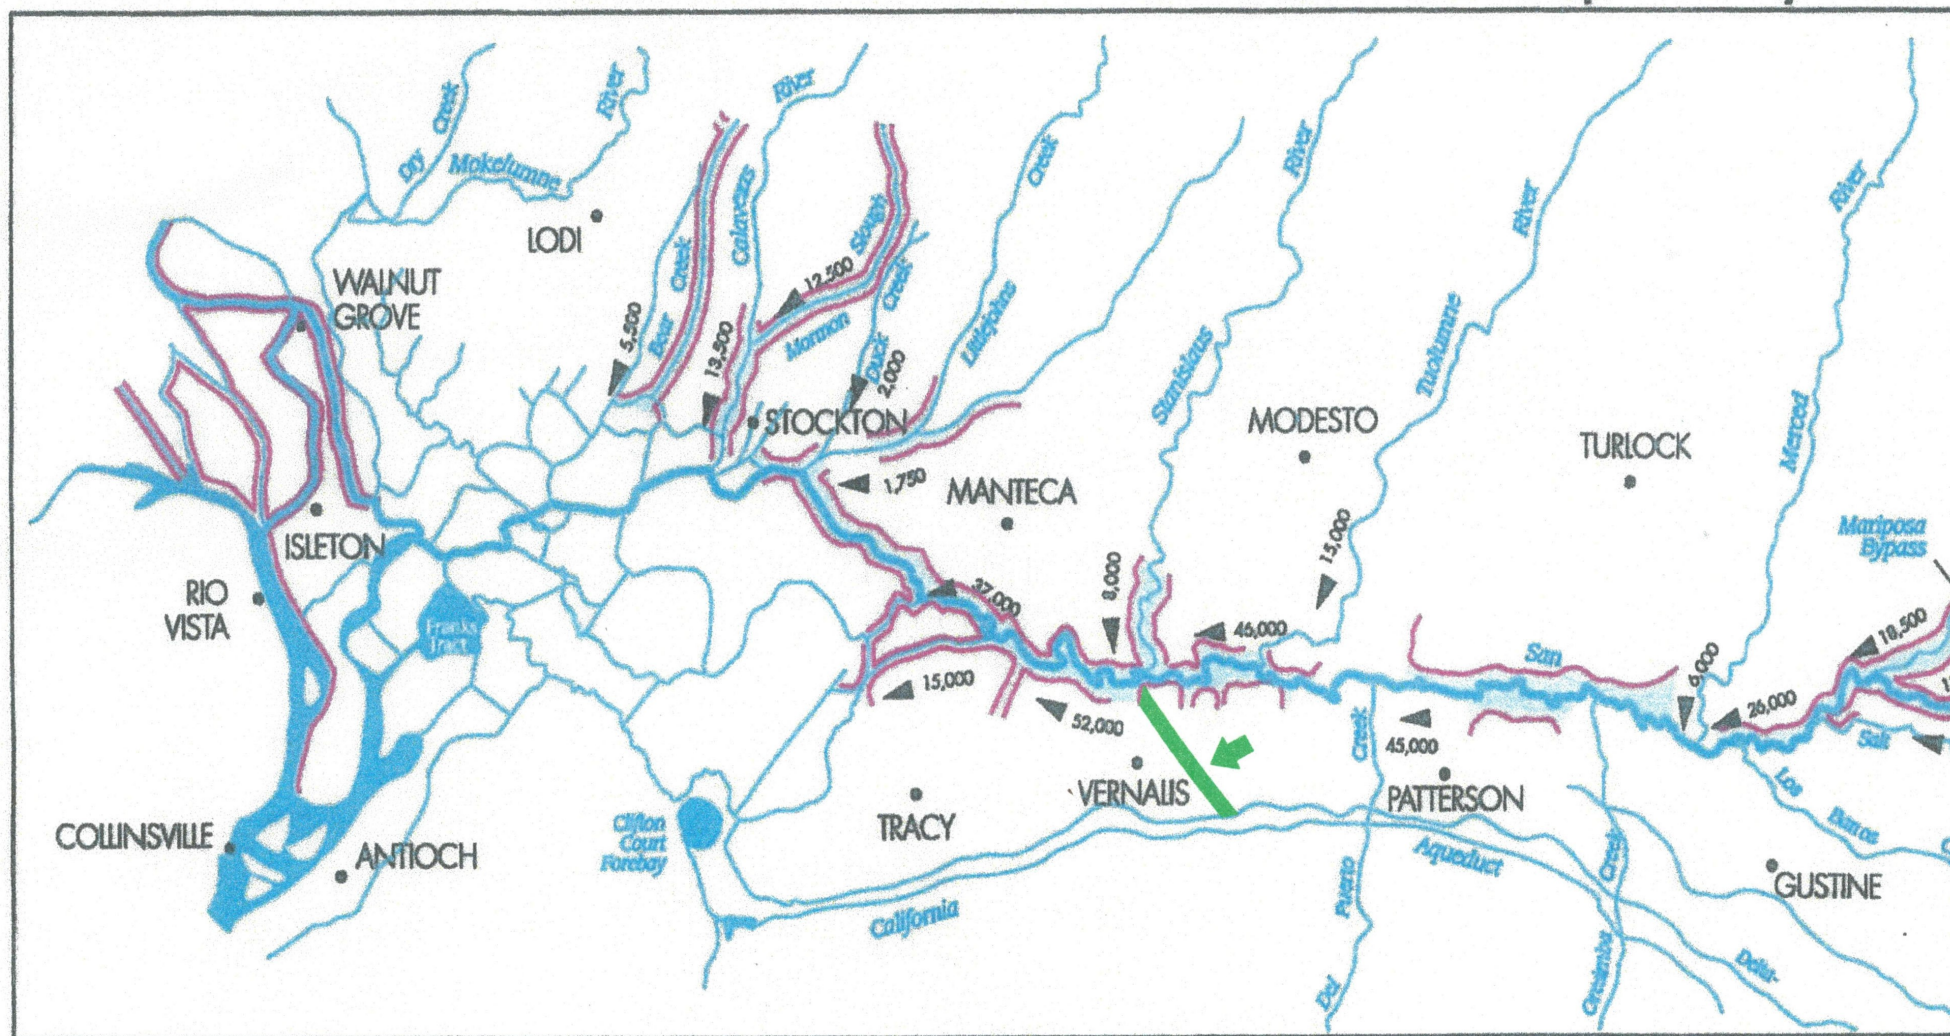 Dry
Creek
Mokelumne
River
LODI
WALNUT
GROVE
Bear
Creek
5,500
Calaveras
River
13,500
Mormon
Slough
12,500
Duck
Creek
2,000
Littlejohns
Creek
STOCKTON
1,750
MANTECA
Stanislaus
River
8,000
MODESTO
Tuolumne
River
15,000
TURLOCK
Merced
River
6,000
Mariposa
Bypass
18,500
ISLETON
RIO
VISTA
Franks
Tract
37,000
46,000
San
15,000
52,000
45,000
26,000
Salt
Los
Banos
VERNALIS
TRACY
PATTERSON
GUSTINE
COLLINSVILLE
ANTIOCH
Clifton
Court
Forebay
California
Aqueduct
Del
Puerto
Creek
Orestimba
Creek
Delta-